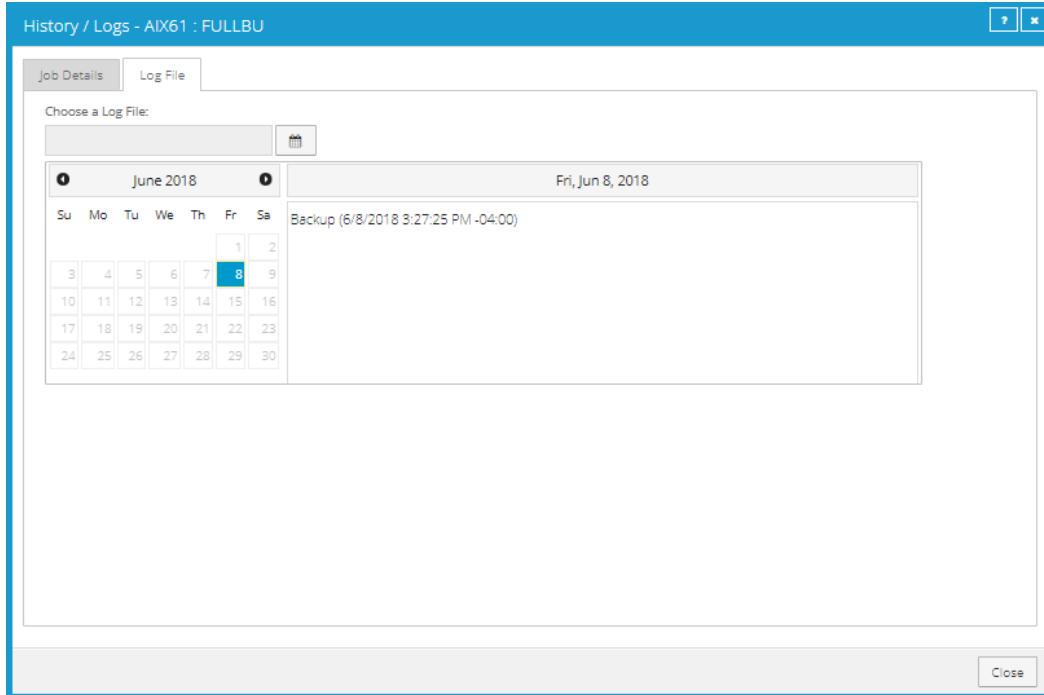 History / Logs - AIX61 : FULLBU
?
Job Details
Log File
Choose a Log File:
June 2018
Fri, Jun 8, 2018
Su Mo Tu We Th Fr Sa
Backup (6/8/2018 3:27:25 PM -04:00)
1 2
3 4 5 6 7 8 9
10 11 12 13 14 15 16
17 18 19 20 21 22 23
24 25 26 27 28 29 30
Close